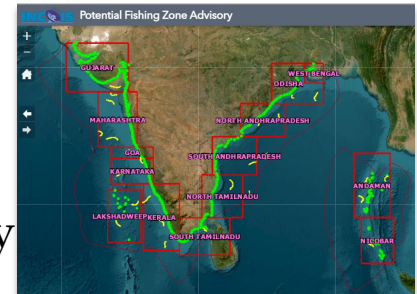 INCOIS Potential Fishing Zone Advisory
GUJARAT
WEST BENGAL
ODISHA
MAHARASHTRA
NORTH ANDHRAPRADESH
GOA
SOUTH ANDHRAPRADESH
KARNATAKA
ANDAMAN
NORTH TAMILNADU
LAKSHADWEEP
KERALA
SOUTH TAMILNADU
NICOBAR
y